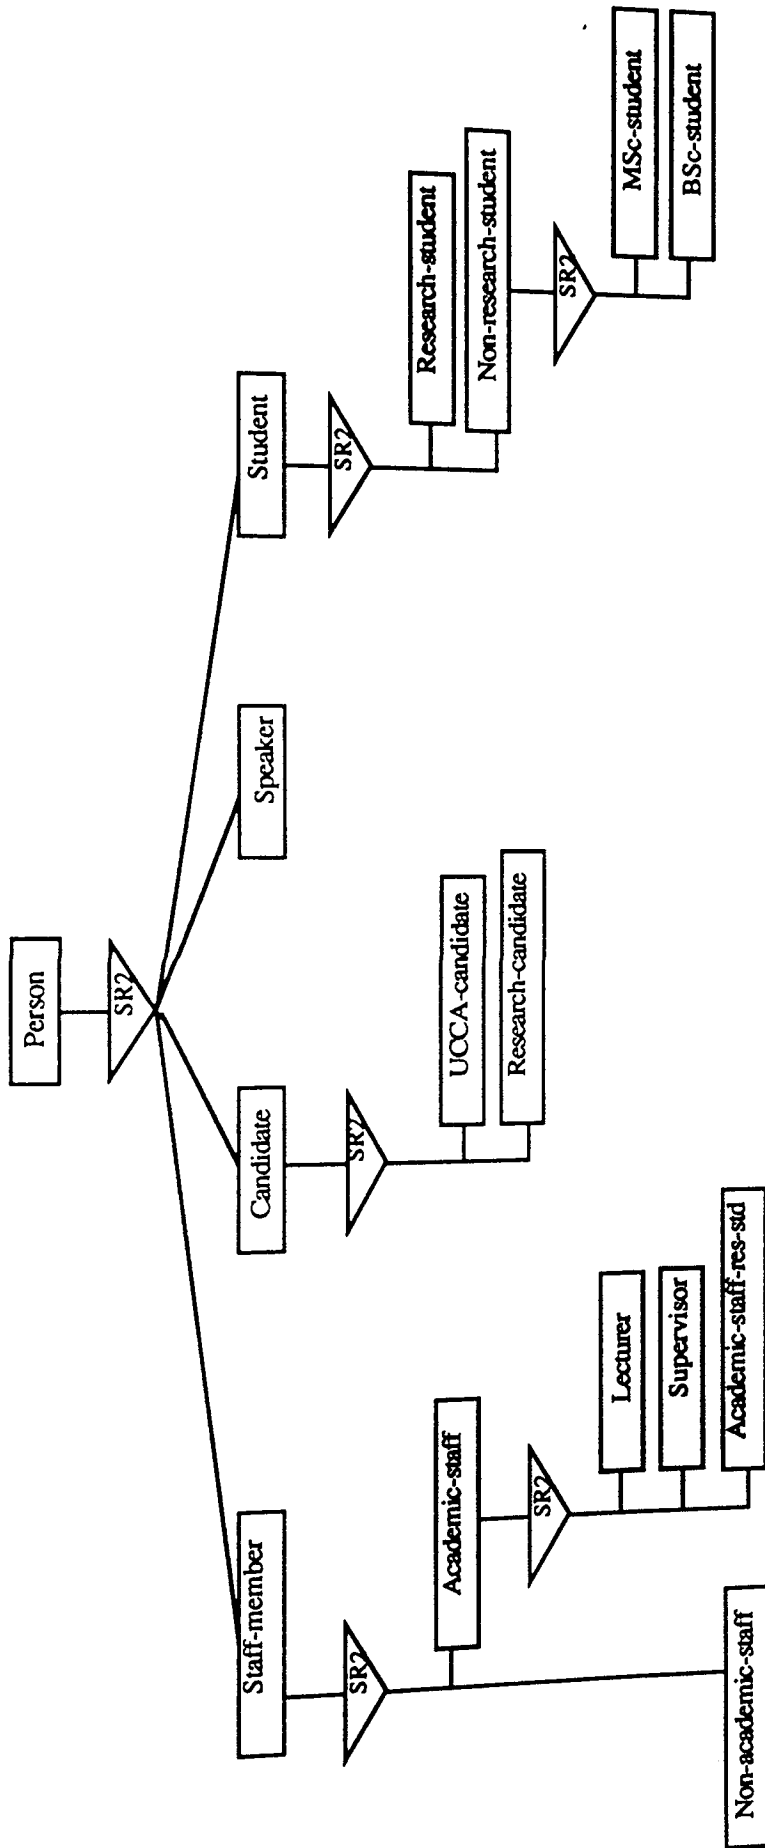 Person
SR2
Staff-member
Candidate
Speaker
Student
SR2
SR2
SR2
Academic-staff
UCCA-candidate
Research-candidate
Research-student
Non-research-student
SR2
SR2
Lecturer
Supervisor
Academic-staff-res-std
Non-academic-staff
MSc-student
BSc-student